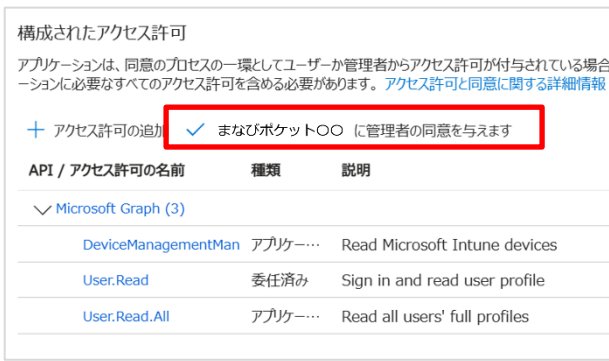 構成されたアクセス許可
アプリケーションは、同意のプロセスの一環としてユーザーか管理者からアクセス許可が付与されている場合
ーションに必要なすべてのアクセス許可を含める必要があります。 アクセス許可と同意に関する詳細情報
＋ アクセス許可の追加 ✓ まなびポケット〇〇 に管理者の同意を与えます
API / アクセス許可の名前 種類 説明
Microsoft Graph (3)
DeviceManagementMan アプリケー… Read Microsoft Intune devices
User.Read 委任済み Sign in and read user profile
User.Read.All アプリケー… Read all users' full profiles